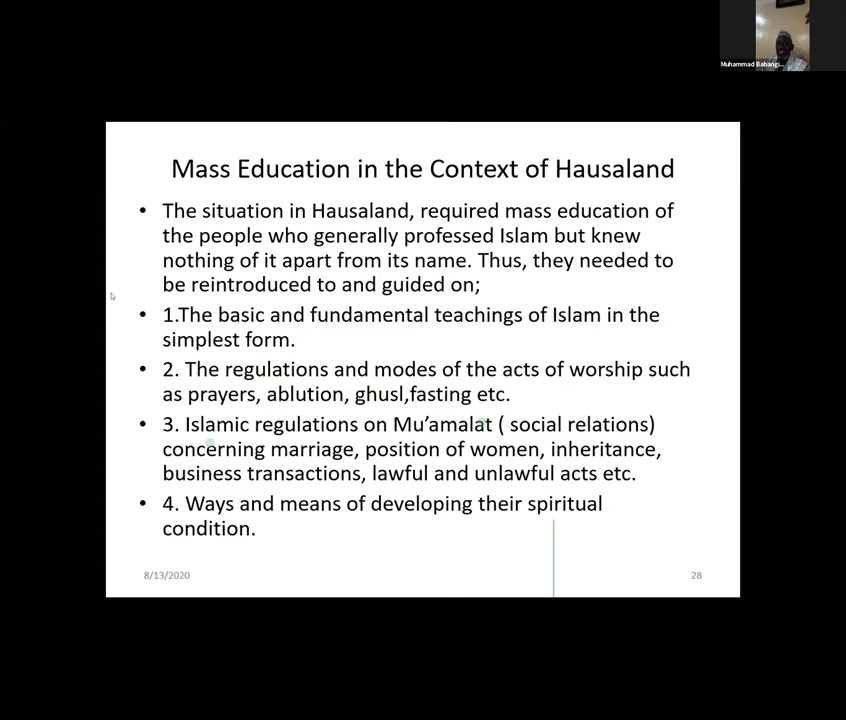 Muhammad Babangi...
Mass Education in the Context of Hausaland
• The situation in Hausaland, required mass education of
the people who generally professed Islam but knew
nothing of it apart from its name. Thus, they needed to
be reintroduced to and guided on;
• 1.The basic and fundamental teachings of Islam in the
simplest form.
• 2. The regulations and modes of the acts of worship such
as prayers, ablution, ghusl,fasting etc.
• 3. Islamic regulations on Mu’amalat ( social relations)
concerning marriage, position of women, inheritance,
business transactions, lawful and unlawful acts etc.
• 4. Ways and means of developing their spiritual
condition.
8/13/2020
28